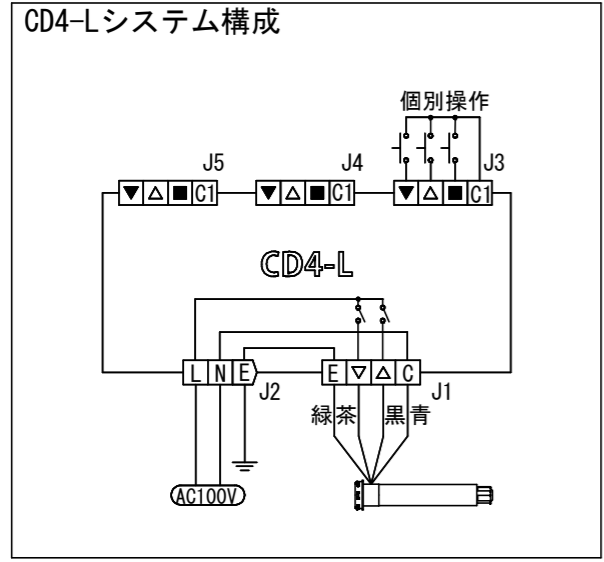 CD4-Lシステム構成
個別操作
J5 J4 J3
▼ △ ■ C1 ▼ △ ■ C1 ▼ △ ■ C1
CD4-L
L N E E ▽ △ C
J2 J1
緑 茶 黒 青
AC100V